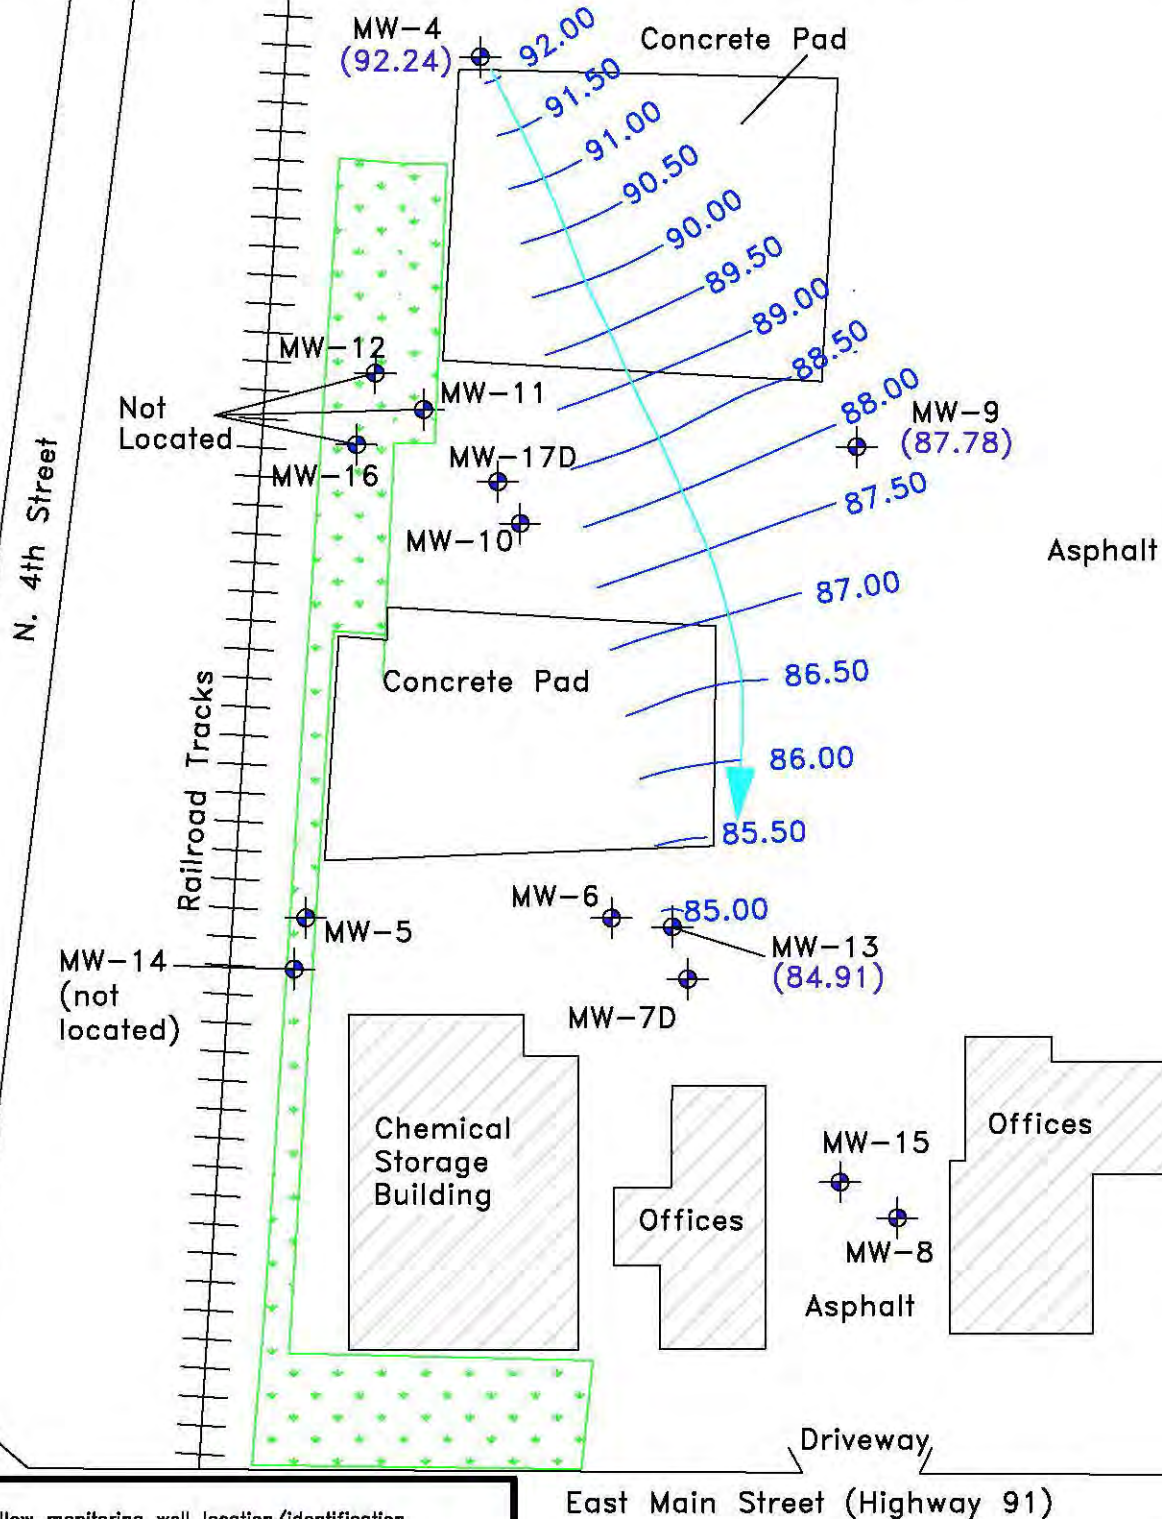 MW-4
(92.24)
92.00
Concrete Pad
91.50
91.00
90.50
90.00
89.50
89.00
88.50
88.00
MW-12
MW-11
Not
Located
MW-9
(87.78)
MW-17D
MW-16
87.50
MW-10
Asphalt
N. 4th Street
87.00
Concrete Pad
86.50
Railroad Tracks
86.00
85.50
MW-6
85.00
MW-5
MW-13
(84.91)
MW-14
(not
located)
MW-7D
Chemical
Storage
Building
Offices
MW-15
Offices
MW-8
Asphalt
Driveway
East Main Street (Highway 91)
monitoring well location/identification